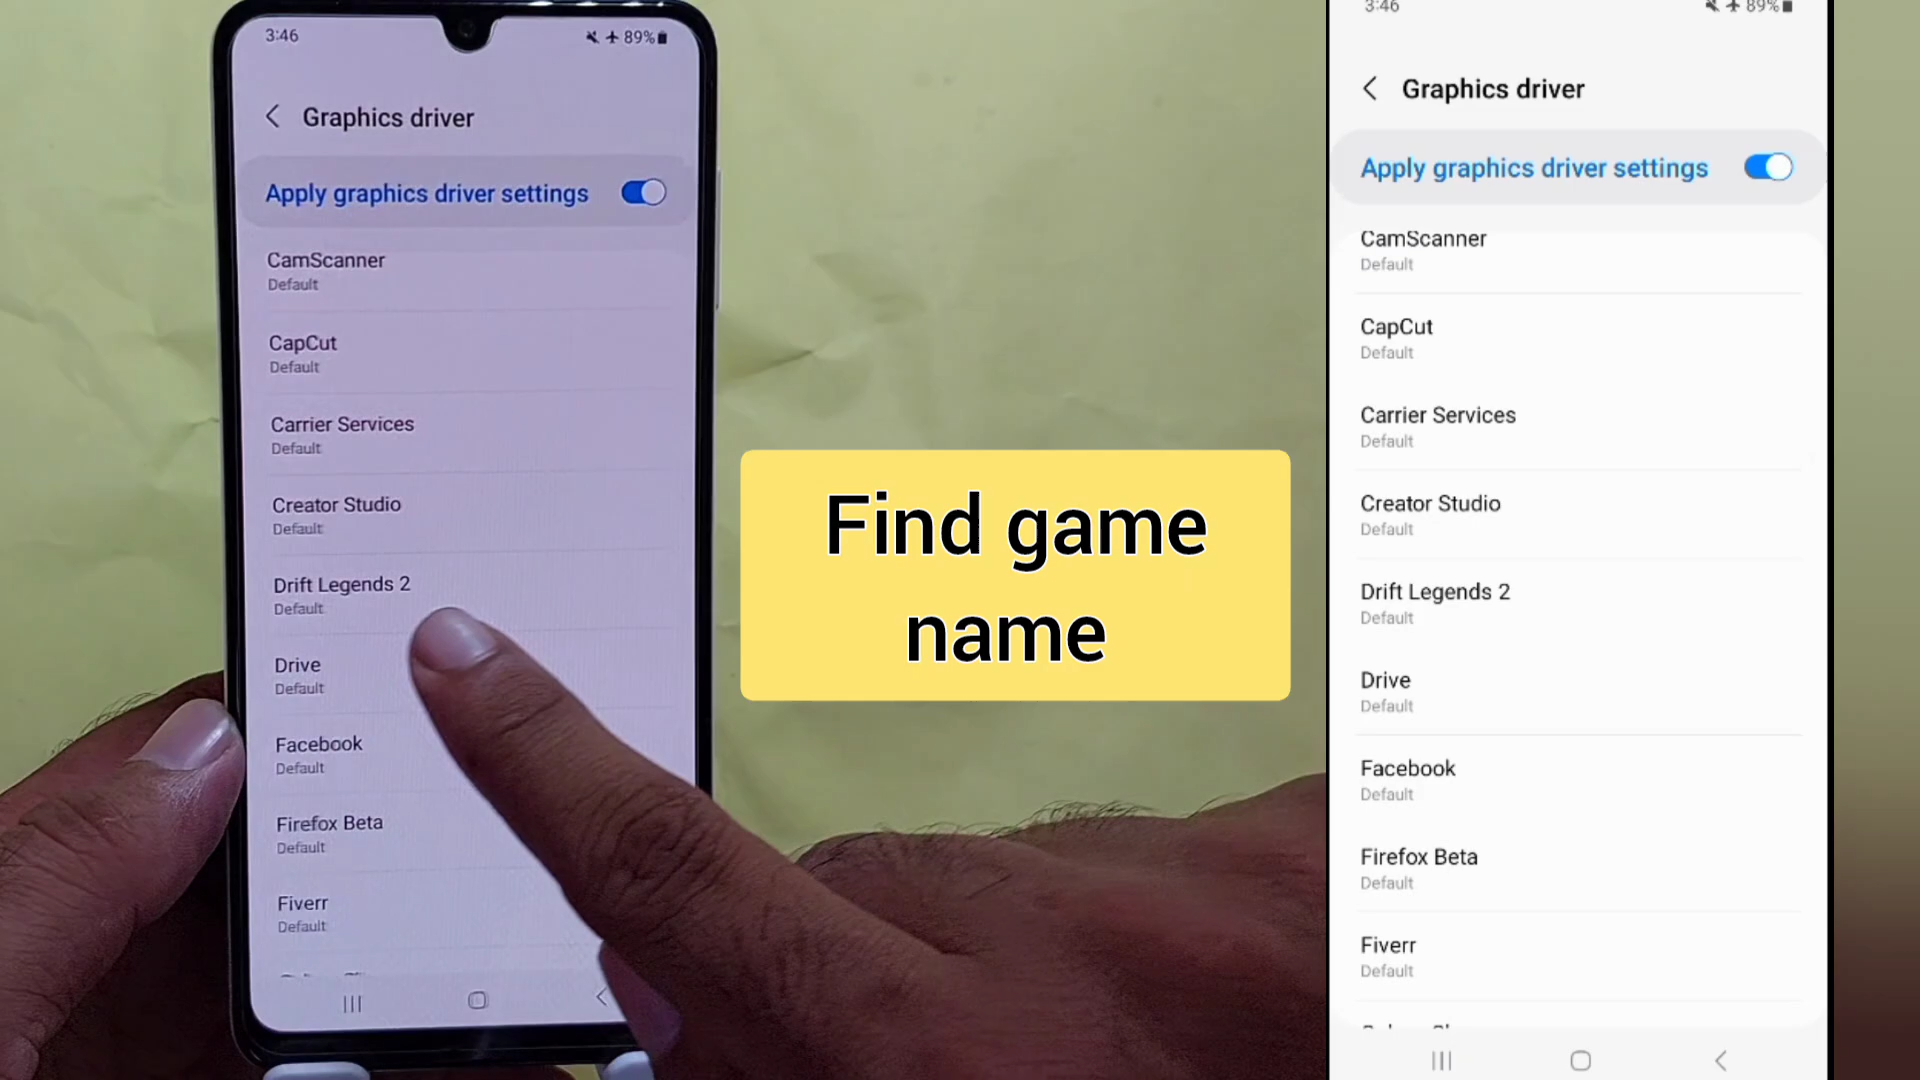 3:46
89%
Graphics driver
Apply graphics driver settings
CamScanner
Default
CapCut
Default
Carrier Services
Default
Creator Studio
Default
Drift Legends 2
Default
Drive
Default
Facebook
Default
Firefox Beta
Default
Fiverr
Default
Find game
name
3:46
89%
Graphics driver
Apply graphics driver settings
CamScanner
Default
CapCut
Default
Carrier Services
Default
Creator Studio
Default
Drift Legends 2
Default
Drive
Default
Facebook
Default
Firefox Beta
Default
Fiverr
Default